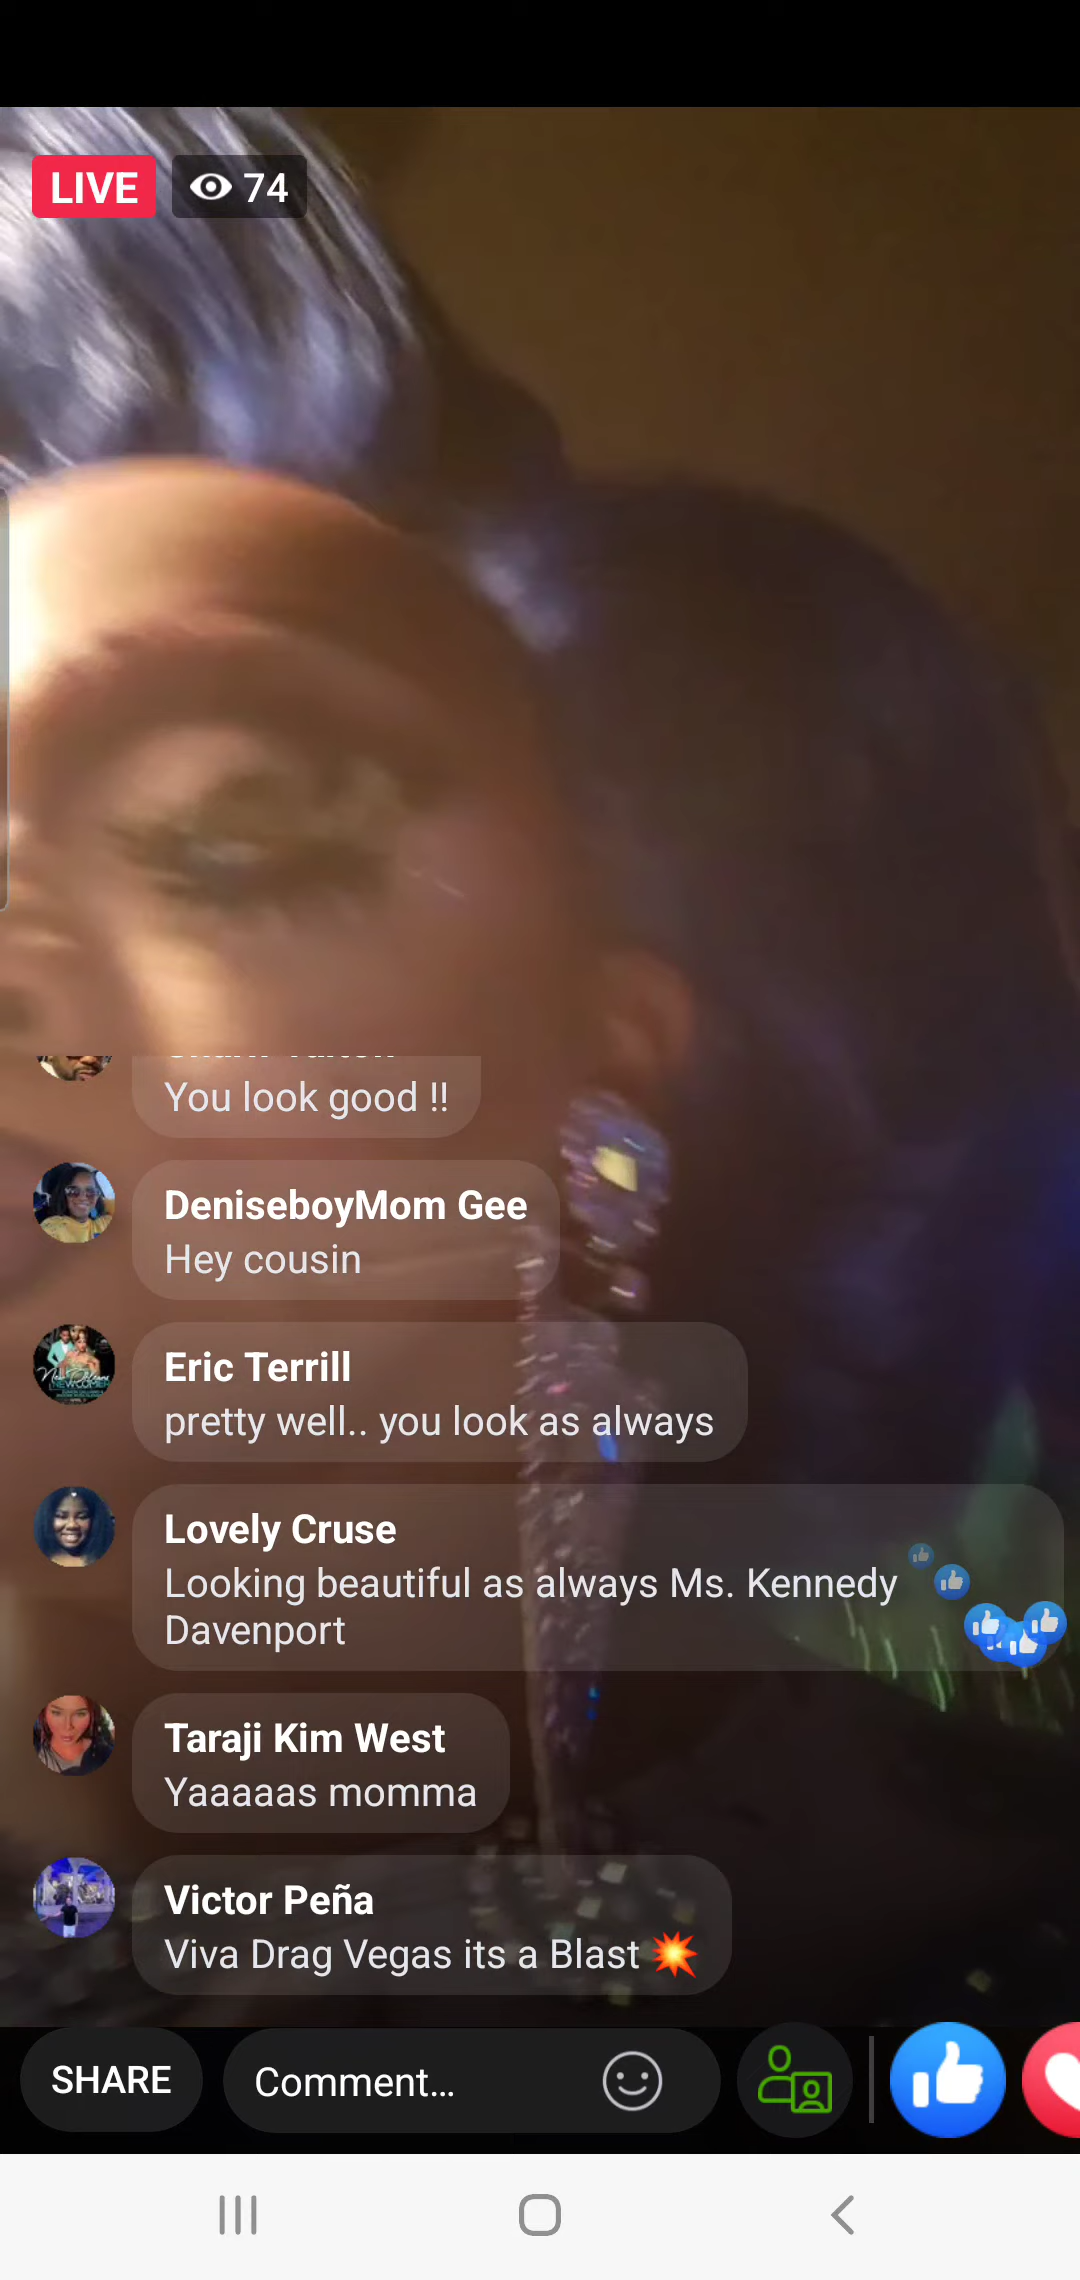 LIVE 74
You look good !!
DeniseboyMom Gee
Hey cousin
Eric Terrill
pretty well.. you look as always
Lovely Cruse
Looking beautiful as always Ms. Kennedy
Davenport
Taraji Kim West
Yaaaaas momma
Victor Peña
Viva Drag Vegas its a Blast 💥
SHARE Comment...